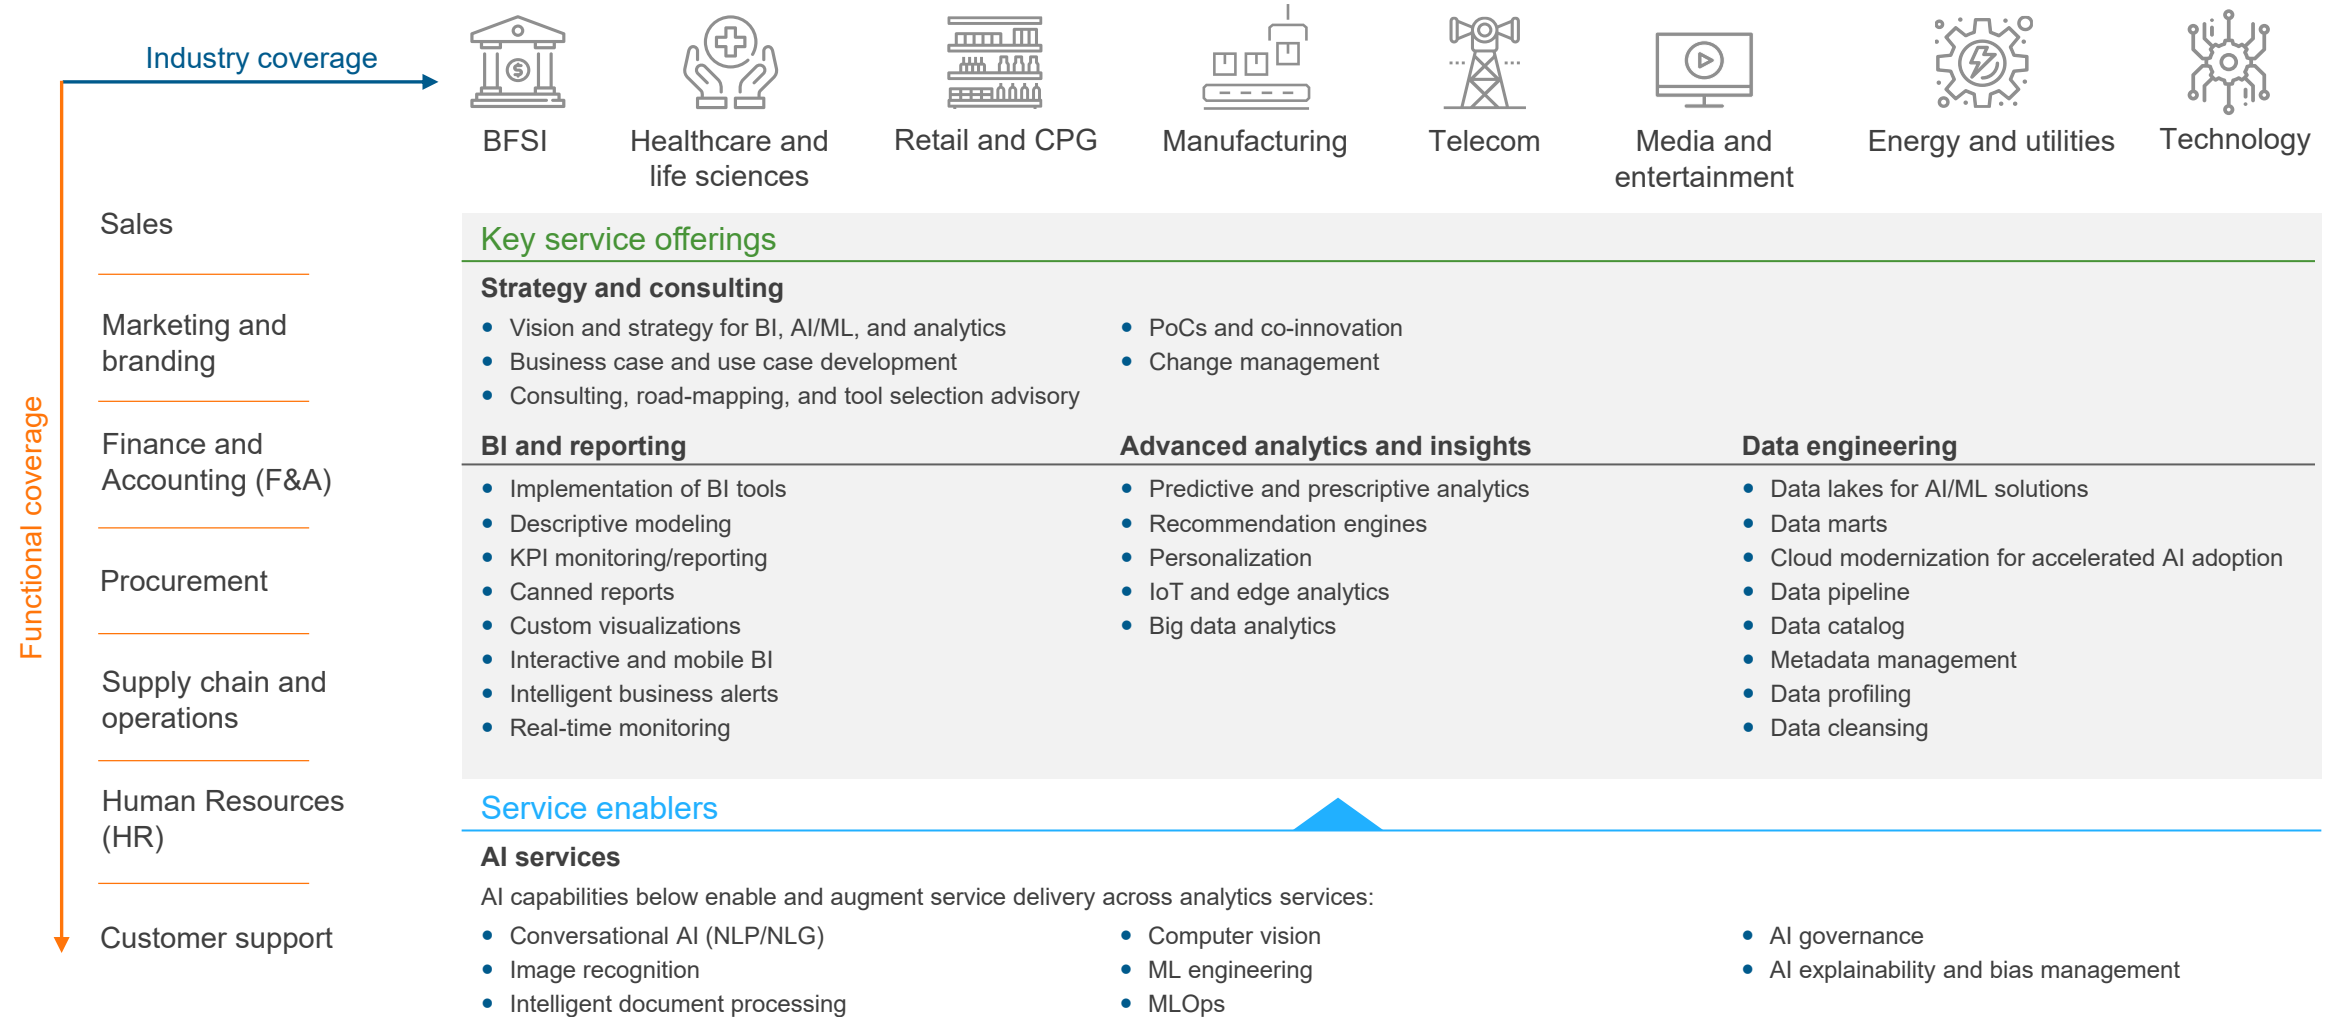 Industry coverage
BFSI
Healthcare and
life sciences
Retail and CPG
Manufacturing
Telecom
Media and
entertainment
Energy and utilities
Technology
Functional coverage
Sales
Marketing and
branding
Finance and
Accounting (F&A)
Procurement
Supply chain and
operations
Human Resources
(HR)
Customer support
Key service offerings
Strategy and consulting
• Vision and strategy for BI, AI/ML, and analytics
• Business case and use case development
• Consulting, road-mapping, and tool selection advisory
• PoCs and co-innovation
• Change management
BI and reporting
• Implementation of BI tools
• Descriptive modeling
• KPI monitoring/reporting
• Canned reports
• Custom visualizations
• Interactive and mobile BI
• Intelligent business alerts
• Real-time monitoring
Advanced analytics and insights
• Predictive and prescriptive analytics
• Recommendation engines
• Personalization
• IoT and edge analytics
• Big data analytics
Data engineering
• Data lakes for AI/ML solutions
• Data marts
• Cloud modernization for accelerated AI adoption
• Data pipeline
• Data catalog
• Metadata management
• Data profiling
• Data cleansing
Service enablers
AI services
AI capabilities below enable and augment service delivery across analytics services:
• Conversational AI (NLP/NLG)
• Image recognition
• Intelligent document processing
• Computer vision
• ML engineering
• MLOps
• AI governance
• AI explainability and bias management